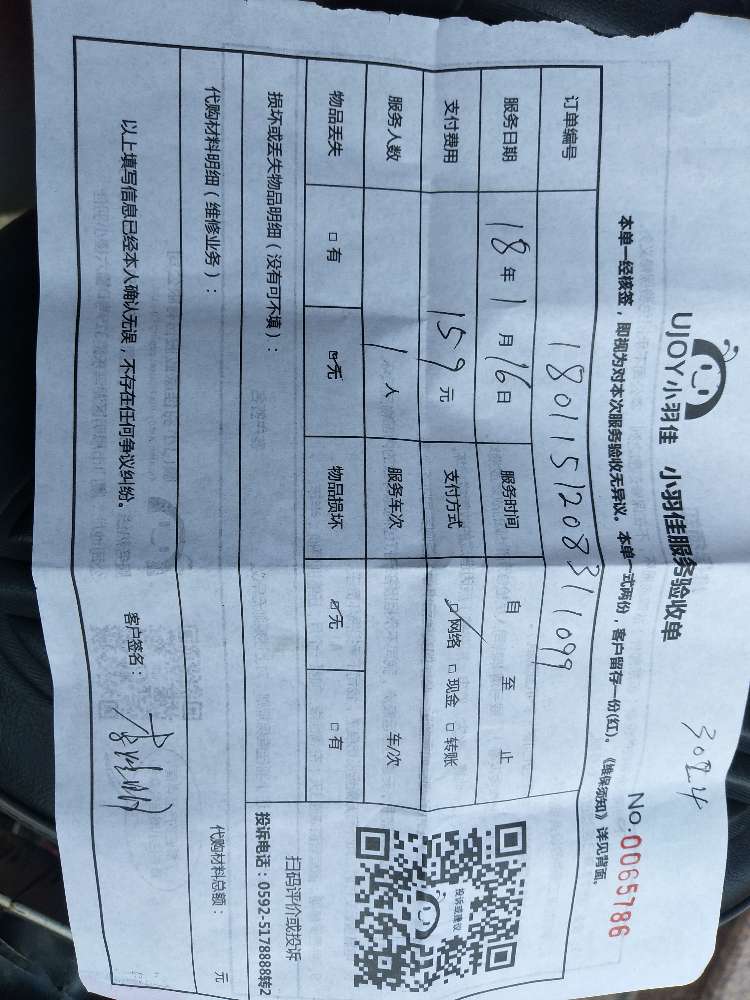 3024
UJOY小羽佳 小羽佳服务验收单 No.0065786
本单一经核签，即视为对本次服务验收无异议。本单一式两份，客户留存一份(红)。《维保须知》详见背面。
订单编号 1801151208311099
服务日期 18年1月16日 服务时间 自 至 止
支付费用 159元 支付方式 ☑网络 □现金 □转账
服务人数 1人 服务车次 车/次
物品丢失 □有 ☑无 物品损坏 ☑无 □有
损坏或丢失物品明细（没有可不填）：
投诉或建议
扫码评价或投诉
投诉电话：0592-5178888转2
代购材料明细（维修业务）： 代购材料总额： 元
以上填写信息已经本人确认无误，不存在任何争议纠纷。 客户签名：